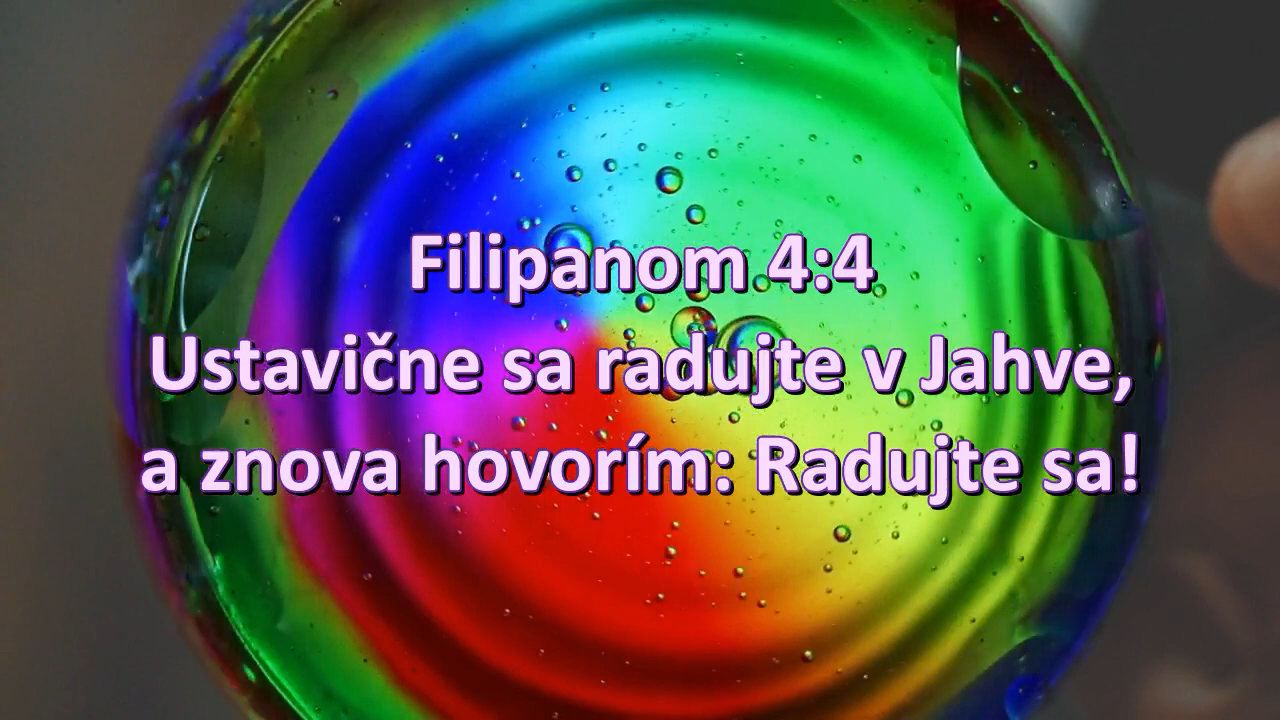 Filipanom 4:4
Ustavične sa radujte v Jahve,
a znova hovorím: Radujte sa!